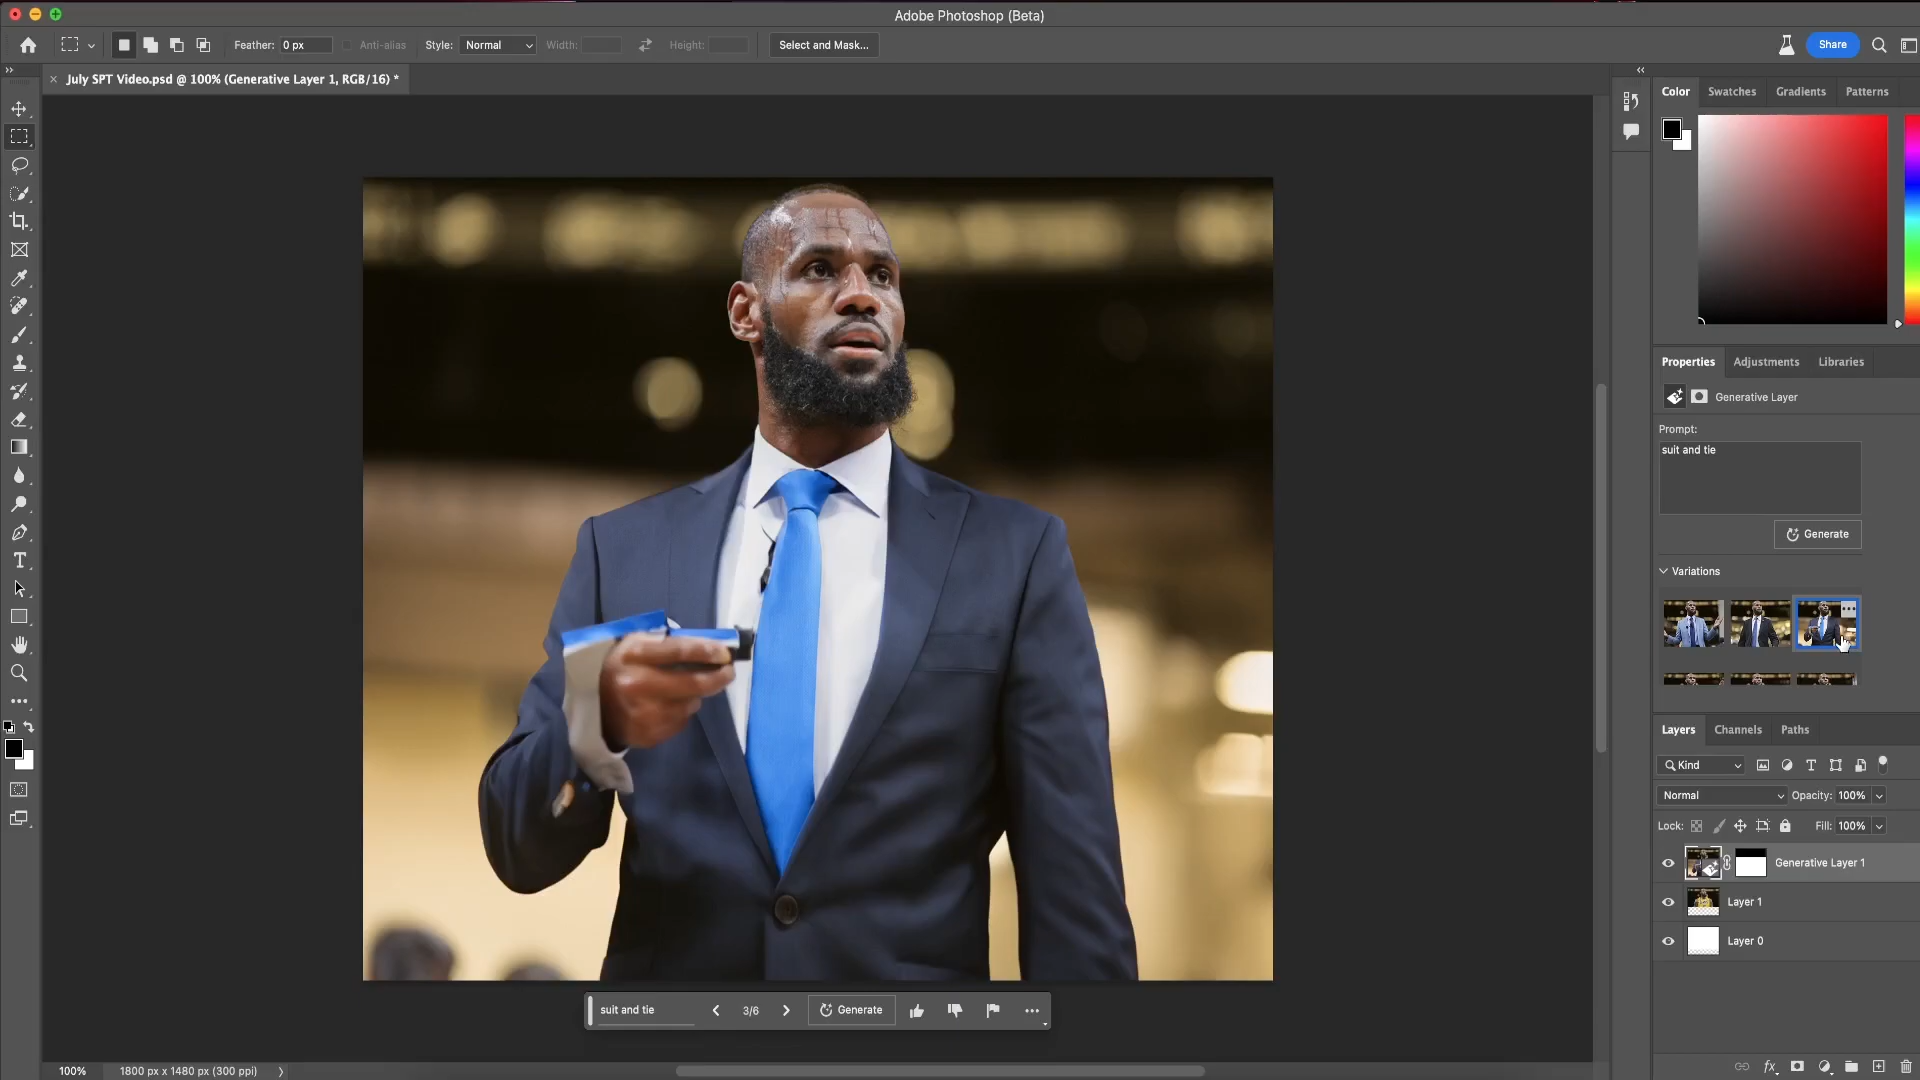 Adobe Photoshop (Beta)
Feather: 0 px Anti-alias Style: Normal Width: Height: Select and Mask... Share
July SPT Video.psd @ 100% (Generative Layer 1, RGB/16) *
Color Swatches Gradients Patterns
Properties Adjustments Libraries
Generative Layer
Prompt:
suit and tie
Generate
Variations
Layers Channels Paths
Kind
Normal Opacity: 100%
Lock: Fill: 100%
Generative Layer 1
Layer 1
Layer 0
suit and tie 3/6 Generate
100% 1800 px x 1480 px (300 ppi)